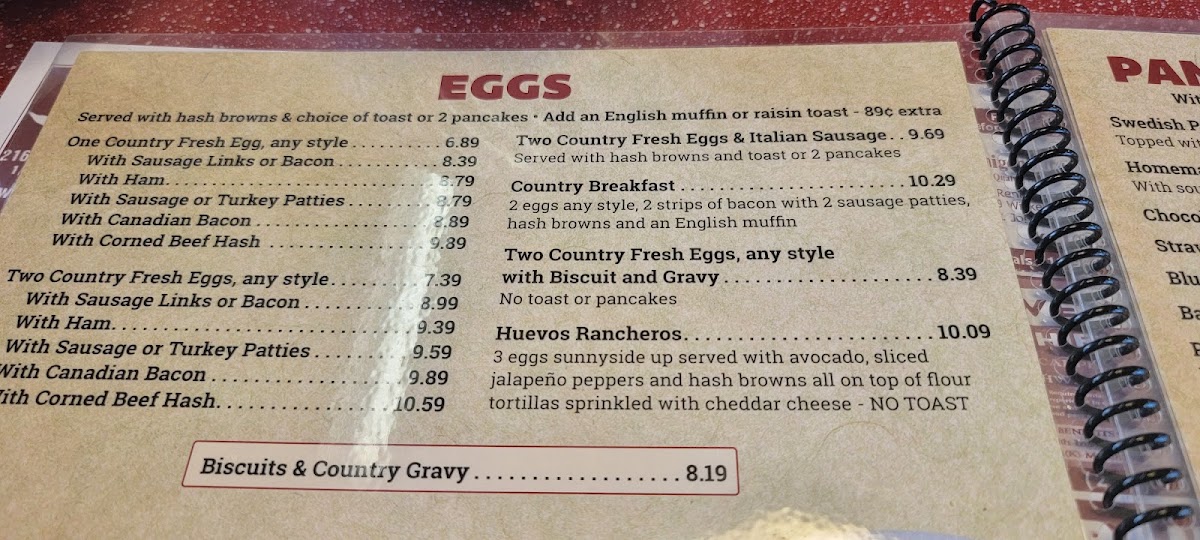 EGGS
Served with hash browns & choice of toast or 2 pancakes • Add an English muffin or raisin toast - 89¢ extra
One Country Fresh Egg, any style.......... 6.89
With Sausage Links or Bacon............ 8.39
With Ham............................ 8.79
With Sausage or Turkey Patties......... 8.79
With Canadian Bacon.................. 8.89
With Corned Beef Hash ................ 9.39
Two Country Fresh Eggs, any style........ 7.39
With Sausage Links or Bacon............ 8.99
With Ham............................ 9.39
With Sausage or Turkey Patties......... 9.59
With Canadian Bacon .................. 9.89
With Corned Beef Hash................. 10.59
Two Country Fresh Eggs & Italian Sausage.. 9.69
Served with hash browns and toast or 2 pancakes
Country Breakfast ........................ 10.29
2 eggs any style, 2 strips of bacon with 2 sausage patties,
hash browns and an English muffin
Two Country Fresh Eggs, any style
with Biscuit and Gravy ...................... 8.39
No toast or pancakes
Huevos Rancheros.......................... 10.09
3 eggs sunnyside up served with avocado, sliced
jalapeño peppers and hash browns all on top of flour
tortillas sprinkled with cheddar cheese - NO TOAST
Biscuits & Country Gravy .................. 8.19
216
PAN
Wit
Swedish P
Topped wit
Homema
With sou
Choco
Straw
Blu
Ba